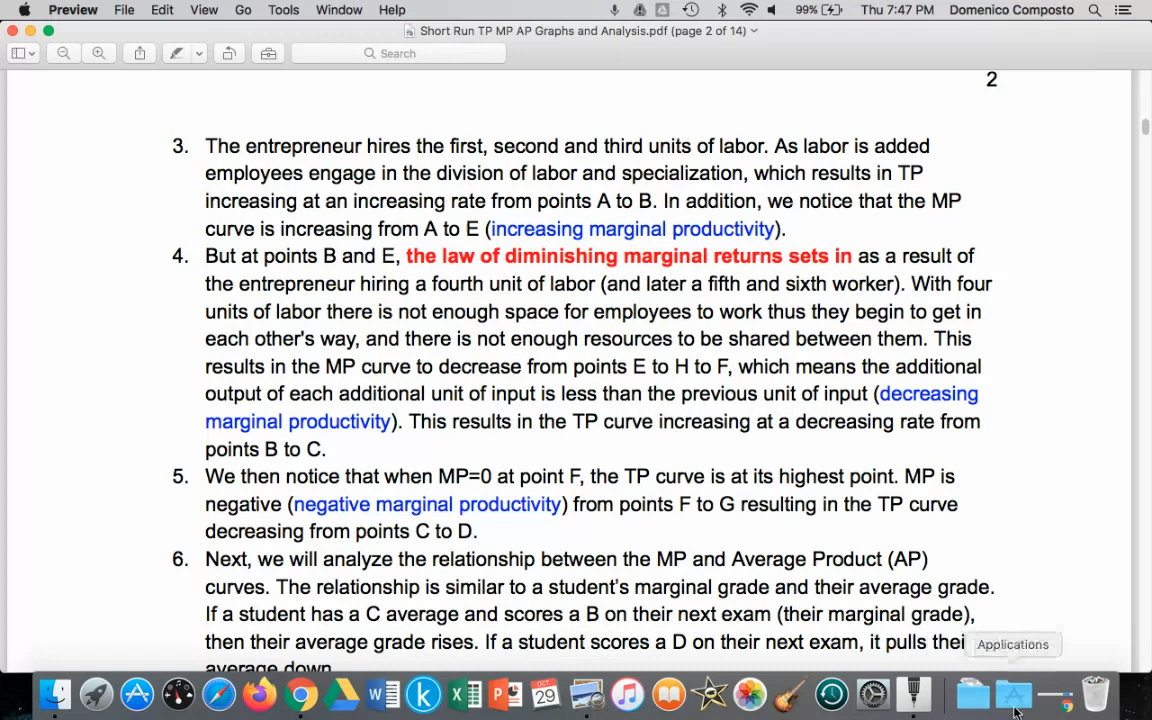 Preview File Edit View Go Tools Window Help 99% Thu 7:47 PM Domenico Composto
Short Run TP MP AP Graphs and Analysis.pdf (page 2 of 14)
Search
2
3. The entrepreneur hires the first, second and third units of labor. As labor is added
employees engage in the division of labor and specialization, which results in TP
increasing at an increasing rate from points A to B. In addition, we notice that the MP
curve is increasing from A to E (increasing marginal productivity).
4. But at points B and E, the law of diminishing marginal returns sets in as a result of
the entrepreneur hiring a fourth unit of labor (and later a fifth and sixth worker). With four
units of labor there is not enough space for employees to work thus they begin to get in
each other's way, and there is not enough resources to be shared between them. This
results in the MP curve to decrease from points E to H to F, which means the additional
output of each additional unit of input is less than the previous unit of input (decreasing
marginal productivity). This results in the TP curve increasing at a decreasing rate from
points B to C.
5. We then notice that when MP=0 at point F, the TP curve is at its highest point. MP is
negative (negative marginal productivity) from points F to G resulting in the TP curve
decreasing from points C to D.
6. Next, we will analyze the relationship between the MP and Average Product (AP)
curves. The relationship is similar to a student's marginal grade and their average grade.
If a student has a C average and scores a B on their next exam (their marginal grade),
then their average grade rises. If a student scores a D on their next exam, it pulls thei
Applications
average down
OCT
29